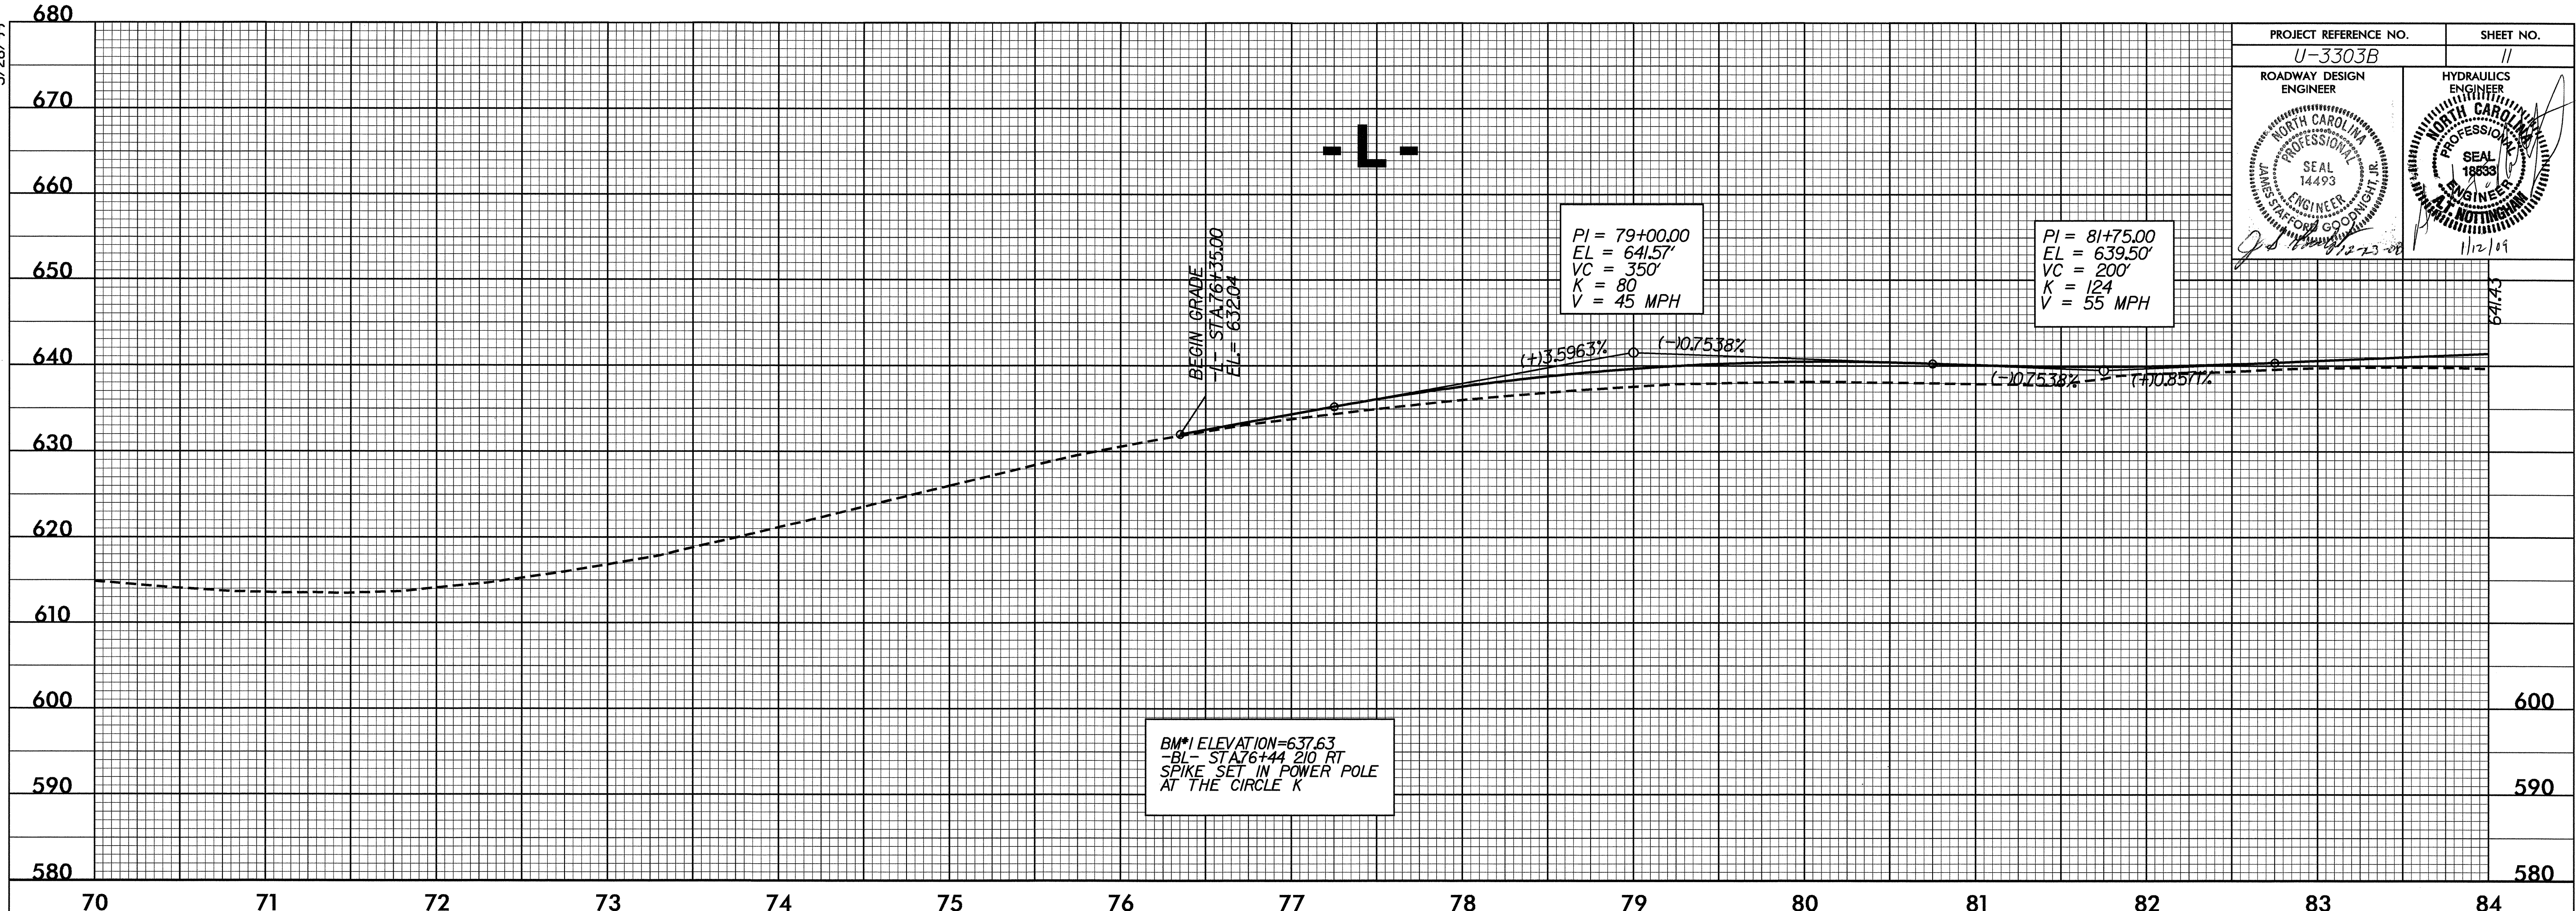 680
670
660
650
640
630
620
610
600
590
580
-L-
BEGIN GRADE
-L- STA.76+35.00
EL.= 632.04
PI = 79+00.00
EL = 641.57'
VC = 350'
K = 80
V = 45 MPH
(+)3.5963%
(-)0.7538%
PI = 81+75.00
EL = 639.50'
VC = 200'
K = 124
V = 55 MPH
(-)0.7538%
(+)0.8571%
641.43
BM#1 ELEVATION=637.63
-BL- STA.76+44 210 RT
SPIKE SET IN POWER POLE
AT THE CIRCLE K
PROJECT REFERENCE NO.
SHEET NO.
U-3303B
11
ROADWAY DESIGN
ENGINEER
HYDRAULICS
ENGINEER
NORTH CAROLINA
PROFESSIONAL
SEAL
14493
ENGINEER
JAMES STAFFORD GOODNIGHT, JR.
12-23-08
NORTH CAROLINA
PROFESSIONAL
SEAL
18533
ENGINEER
A.T. NOTTINGHAM
1/12/09
600
590
580
70
71
72
73
74
75
76
77
78
79
80
81
82
83
84